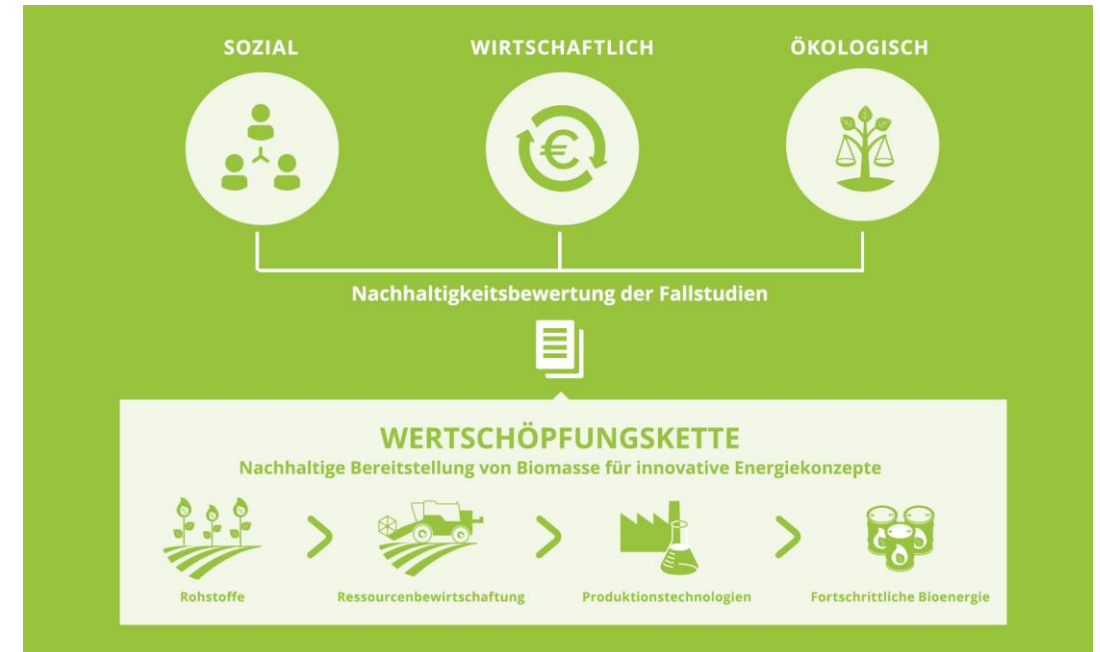 SOZIAL
WIRTSCHAFTLICH
ÖKOLOGISCH
€
Nachhaltigkeitsbewertung der Fallstudien
WERTSCHÖPFUNGSKETTE
Nachhaltige Bereitstellung von Biomasse für innovative Energiekonzepte
Rohstoffe
Ressourcenbewirtschaftung
Produktionstechnologien
Fortschrittliche Bioenergie